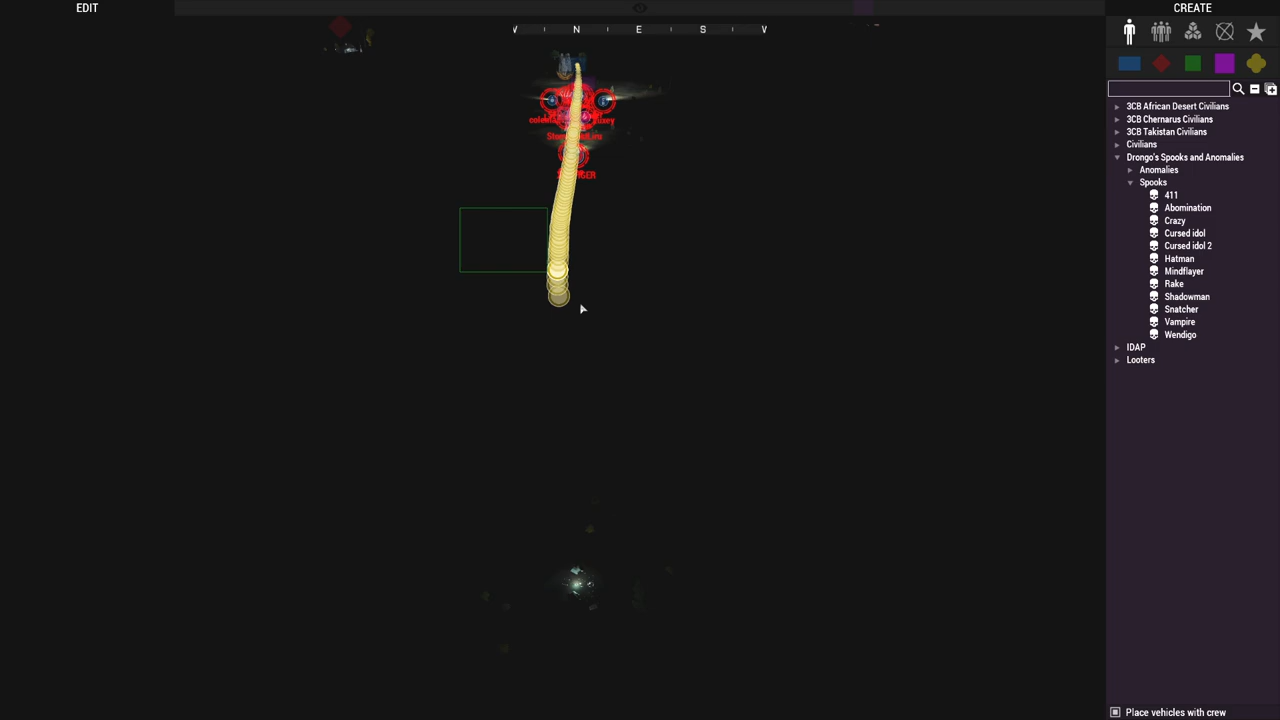 EDIT
CREATE
N
E
S
3CB African Desert Civilians
3CB Chernarus Civilians
3CB Takistan Civilians
Civilians
Drongo's Spooks and Anomalies
Anomalies
Spooks
411
Abomination
Crazy
Cursed idol
Cursed idol 2
Hatman
Mindflayer
Rake
Shadowman
Snatcher
Vampire
Wendigo
IDAP
Looters
Place vehicles with crew